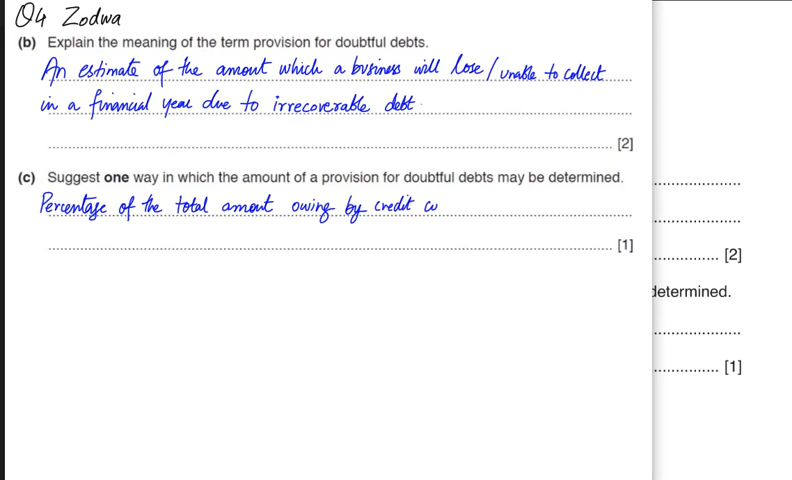 Q4 Zodwa
(b) Explain the meaning of the term provision for doubtful debts.
An estimate of the amout which a business will lose/unable to collect
in a financial year due to irrecoverable debt
[2]
(c) Suggest one way in which the amount of a provision for doubtful debts may be determined.
Percentage of the total amout owing by credit cu
[1]
[2]
determined.
[1]